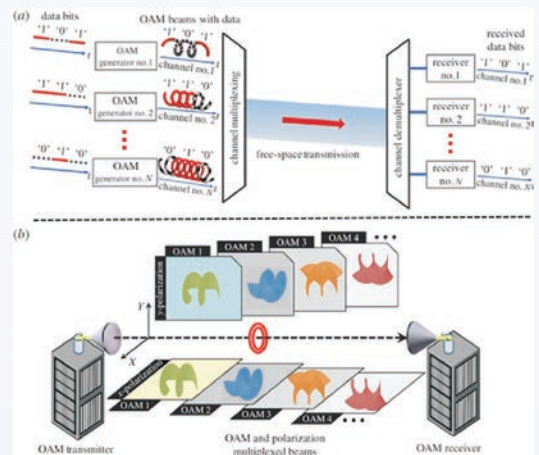 (a)
data bits
OAM beams with data
received
data bits
'1' '0' '1'
t
OAM
generator no.1
'1' '0' '1'
channel no.1
t
'1' '1' '0'
t
OAM
generator no.2
'1' '1' '0'
channel no.2
t
'0' '1' '0'
t
OAM
generator no. N
'0' '1' '0'
channel no. N
t
channel multiplexing
free-space transmission
channel demultiplexer
receiver
no.1
'1' '0' '1'
channel no.1
t
receiver
no. 2
'1' '1' '0'
channel no. 2
t
receiver
no. N
'0' '1' '0'
channel no. N
t
(b)
y-polarization
OAM 1
OAM 2
OAM 3
OAM 4
Y
X
x-polarization
OAM 1
OAM 2
OAM 3
OAM 4
OAM transmitter
OAM and polarization
multiplexed beams
OAM receiver